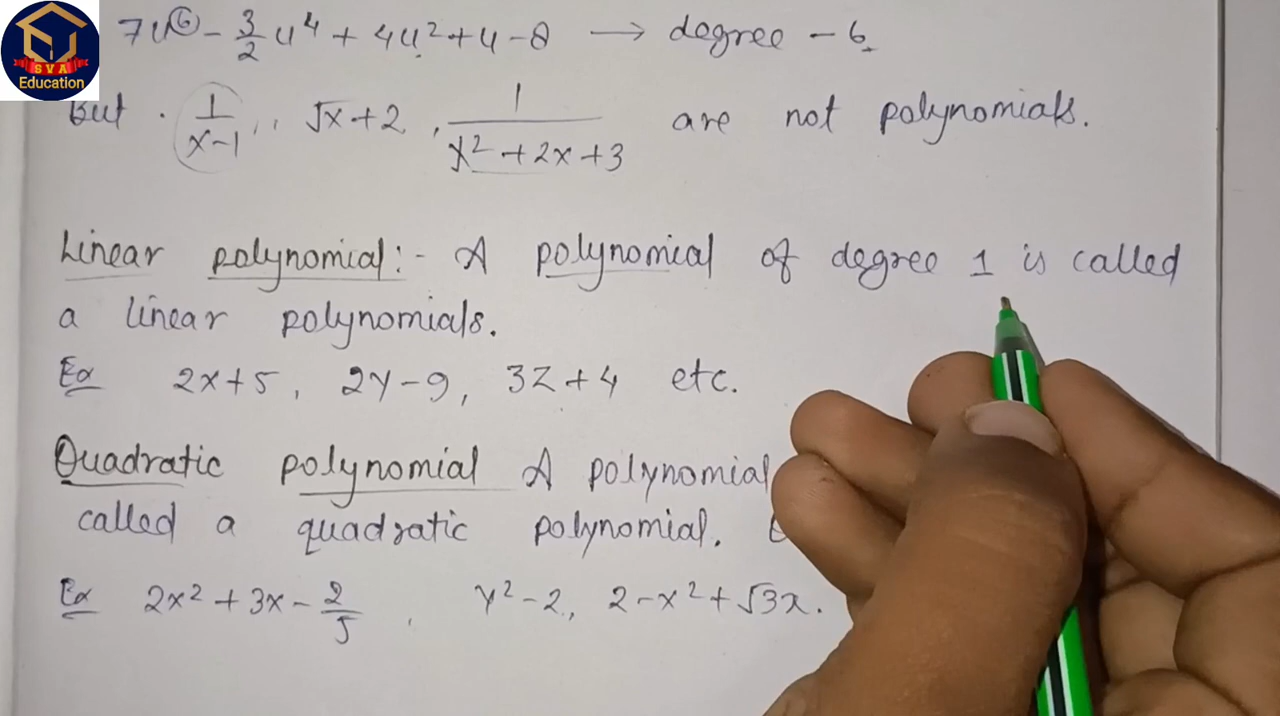 SVA
Education
7u⁶ - 3/2 u⁴ + 4u² + u - 8 → degree - 6
But 1/(x-1), √x + 2, 1/(x² + 2x + 3) are not polynomials.
Linear polynomial:- A polynomial of degree 1 is called
a linear polynomials.
Ex 2x+5, 2y-9, 3z+4 etc.
Quadratic polynomial A polynomial
called a quadratic polynomial.
Ex 2x² + 3x - 2/5, y² - 2, 2 - x² + √3x.